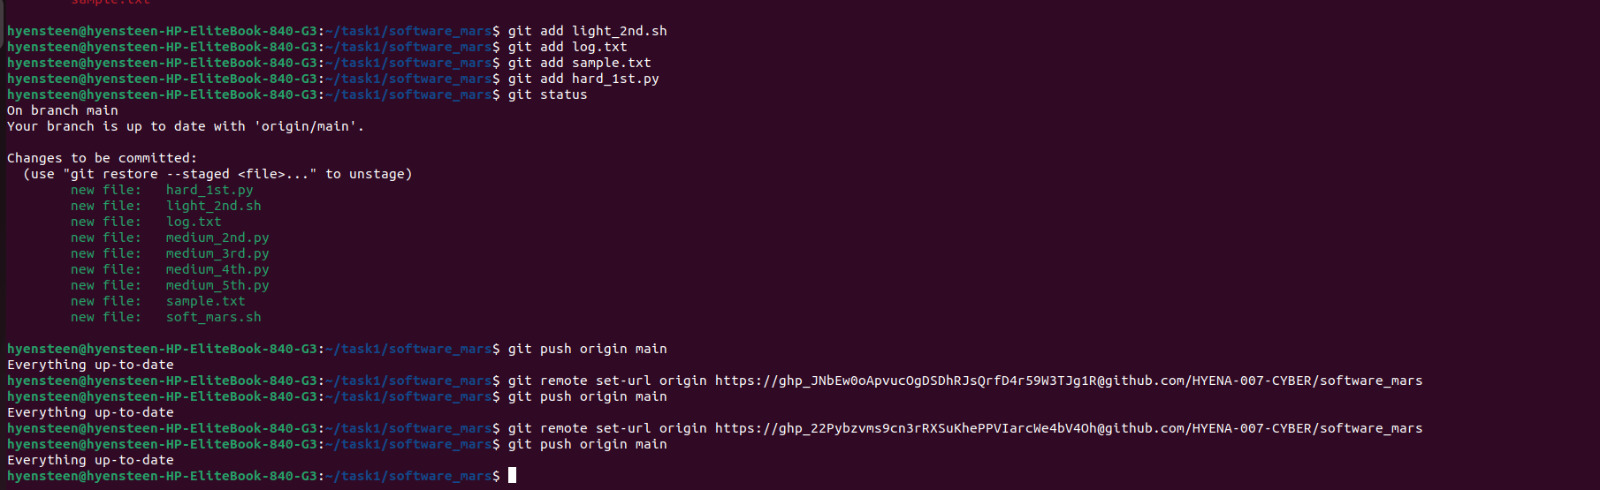 sample.txt
hyensteen@hyensteen-HP-EliteBook-840-G3:~/task1/software_mars$ git add light_2nd.sh
hyensteen@hyensteen-HP-EliteBook-840-G3:~/task1/software_mars$ git add log.txt
hyensteen@hyensteen-HP-EliteBook-840-G3:~/task1/software_mars$ git add sample.txt
hyensteen@hyensteen-HP-EliteBook-840-G3:~/task1/software_mars$ git add hard_1st.py
hyensteen@hyensteen-HP-EliteBook-840-G3:~/task1/software_mars$ git status
On branch main
Your branch is up to date with 'origin/main'.
Changes to be committed:
  (use "git restore --staged <file>..." to unstage)
        new file:   hard_1st.py
        new file:   light_2nd.sh
        new file:   log.txt
        new file:   medium_2nd.py
        new file:   medium_3rd.py
        new file:   medium_4th.py
        new file:   medium_5th.py
        new file:   sample.txt
        new file:   soft_mars.sh
hyensteen@hyensteen-HP-EliteBook-840-G3:~/task1/software_mars$ git push origin main
Everything up-to-date
hyensteen@hyensteen-HP-EliteBook-840-G3:~/task1/software_mars$ git remote set-url origin https://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@github.com/HYENA-007-CYBER/software_mars
hyensteen@hyensteen-HP-EliteBook-840-G3:~/task1/software_mars$ git push origin main
Everything up-to-date
hyensteen@hyensteen-HP-EliteBook-840-G3:~/task1/software_mars$ git remote set-url origin https://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@github.com/HYENA-007-CYBER/software_mars
hyensteen@hyensteen-HP-EliteBook-840-G3:~/task1/software_mars$ git push origin main
Everything up-to-date
hyensteen@hyensteen-HP-EliteBook-840-G3:~/task1/software_mars$